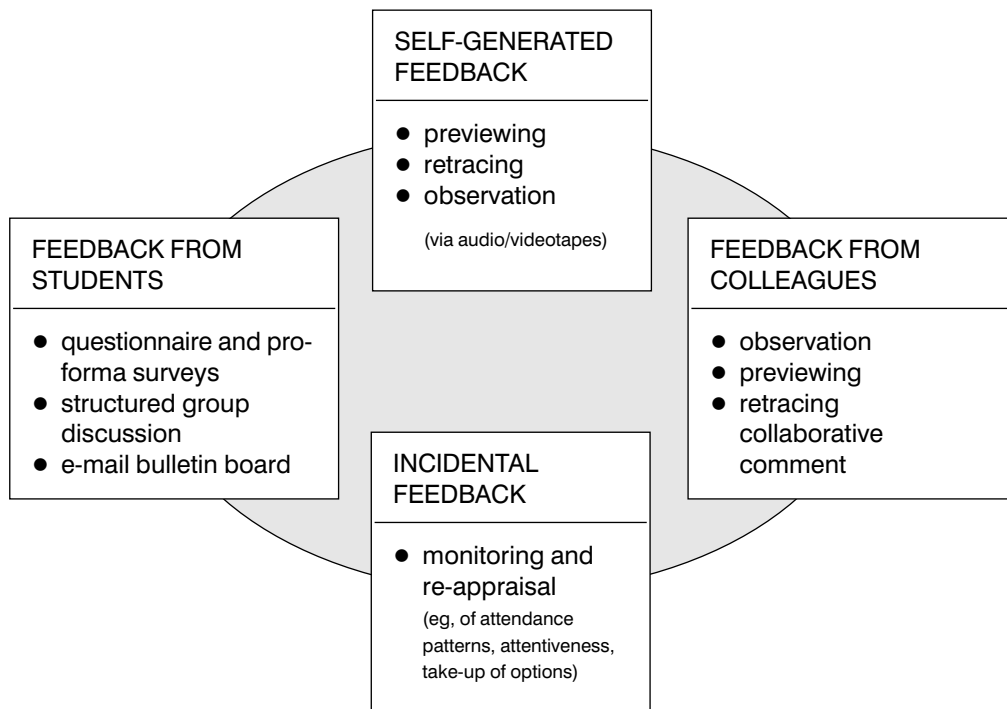 SELF-GENERATED
FEEDBACK
● previewing
● retracing
● observation
(via audio/videotapes)
FEEDBACK FROM
STUDENTS
● questionnaire and pro-
forma surveys
● structured group
discussion
● e-mail bulletin board
FEEDBACK FROM
COLLEAGUES
● observation
● previewing
● retracing
collaborative
comment
INCIDENTAL
FEEDBACK
● monitoring and
re-appraisal
(eg, of attendance
patterns, attentiveness,
take-up of options)